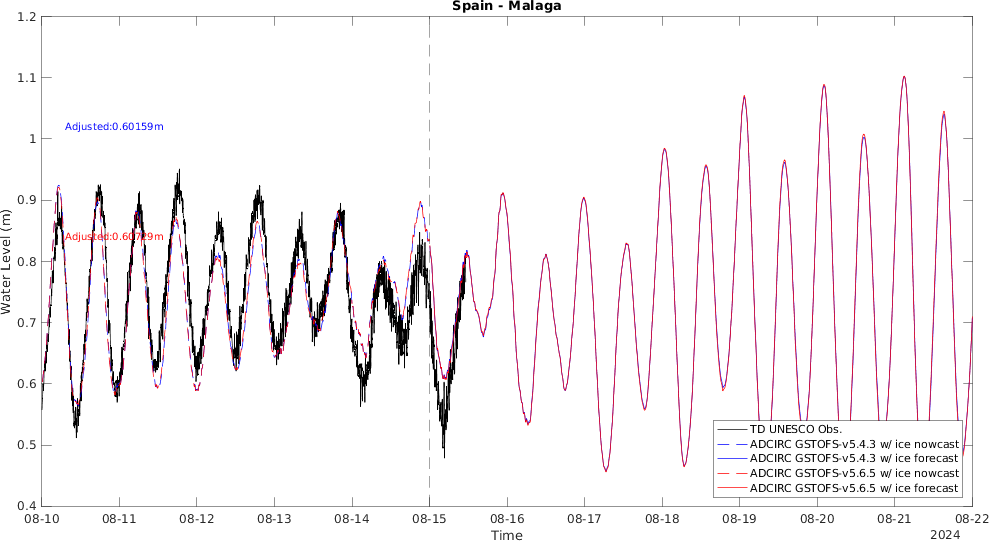 Spain - Malaga
1.2
1.1
1
0.9
0.8
0.7
0.6
0.5
0.4
Water Level (m)
Adjusted:0.60159m
Adjusted:0.60729m
TD UNESCO Obs.
ADCIRC GSTOFS-v5.4.3 w/ ice nowcast
ADCIRC GSTOFS-v5.4.3 w/ ice forecast
ADCIRC GSTOFS-v5.6.5 w/ ice nowcast
ADCIRC GSTOFS-v5.6.5 w/ ice forecast
08-10 08-11 08-12 08-13 08-14 08-15 08-16 08-17 08-18 08-19 08-20 08-21 08-22
Time
2024